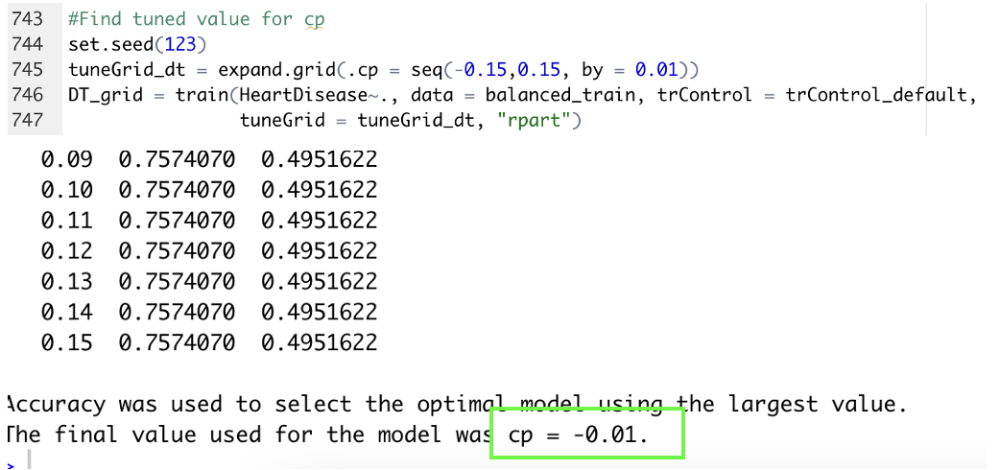 743 #Find tuned value for cp
744 set.seed(123)
745 tuneGrid_dt = expand.grid(.cp = seq(-0.15,0.15, by = 0.01))
746 DT_grid = train(HeartDisease~., data = balanced_train, trControl = trControl_default,
747 tuneGrid = tuneGrid_dt, "rpart")
0.09 0.7574070 0.4951622
0.10 0.7574070 0.4951622
0.11 0.7574070 0.4951622
0.12 0.7574070 0.4951622
0.13 0.7574070 0.4951622
0.14 0.7574070 0.4951622
0.15 0.7574070 0.4951622
Accuracy was used to select the optimal model using the largest value.
The final value used for the model was cp = -0.01.
>